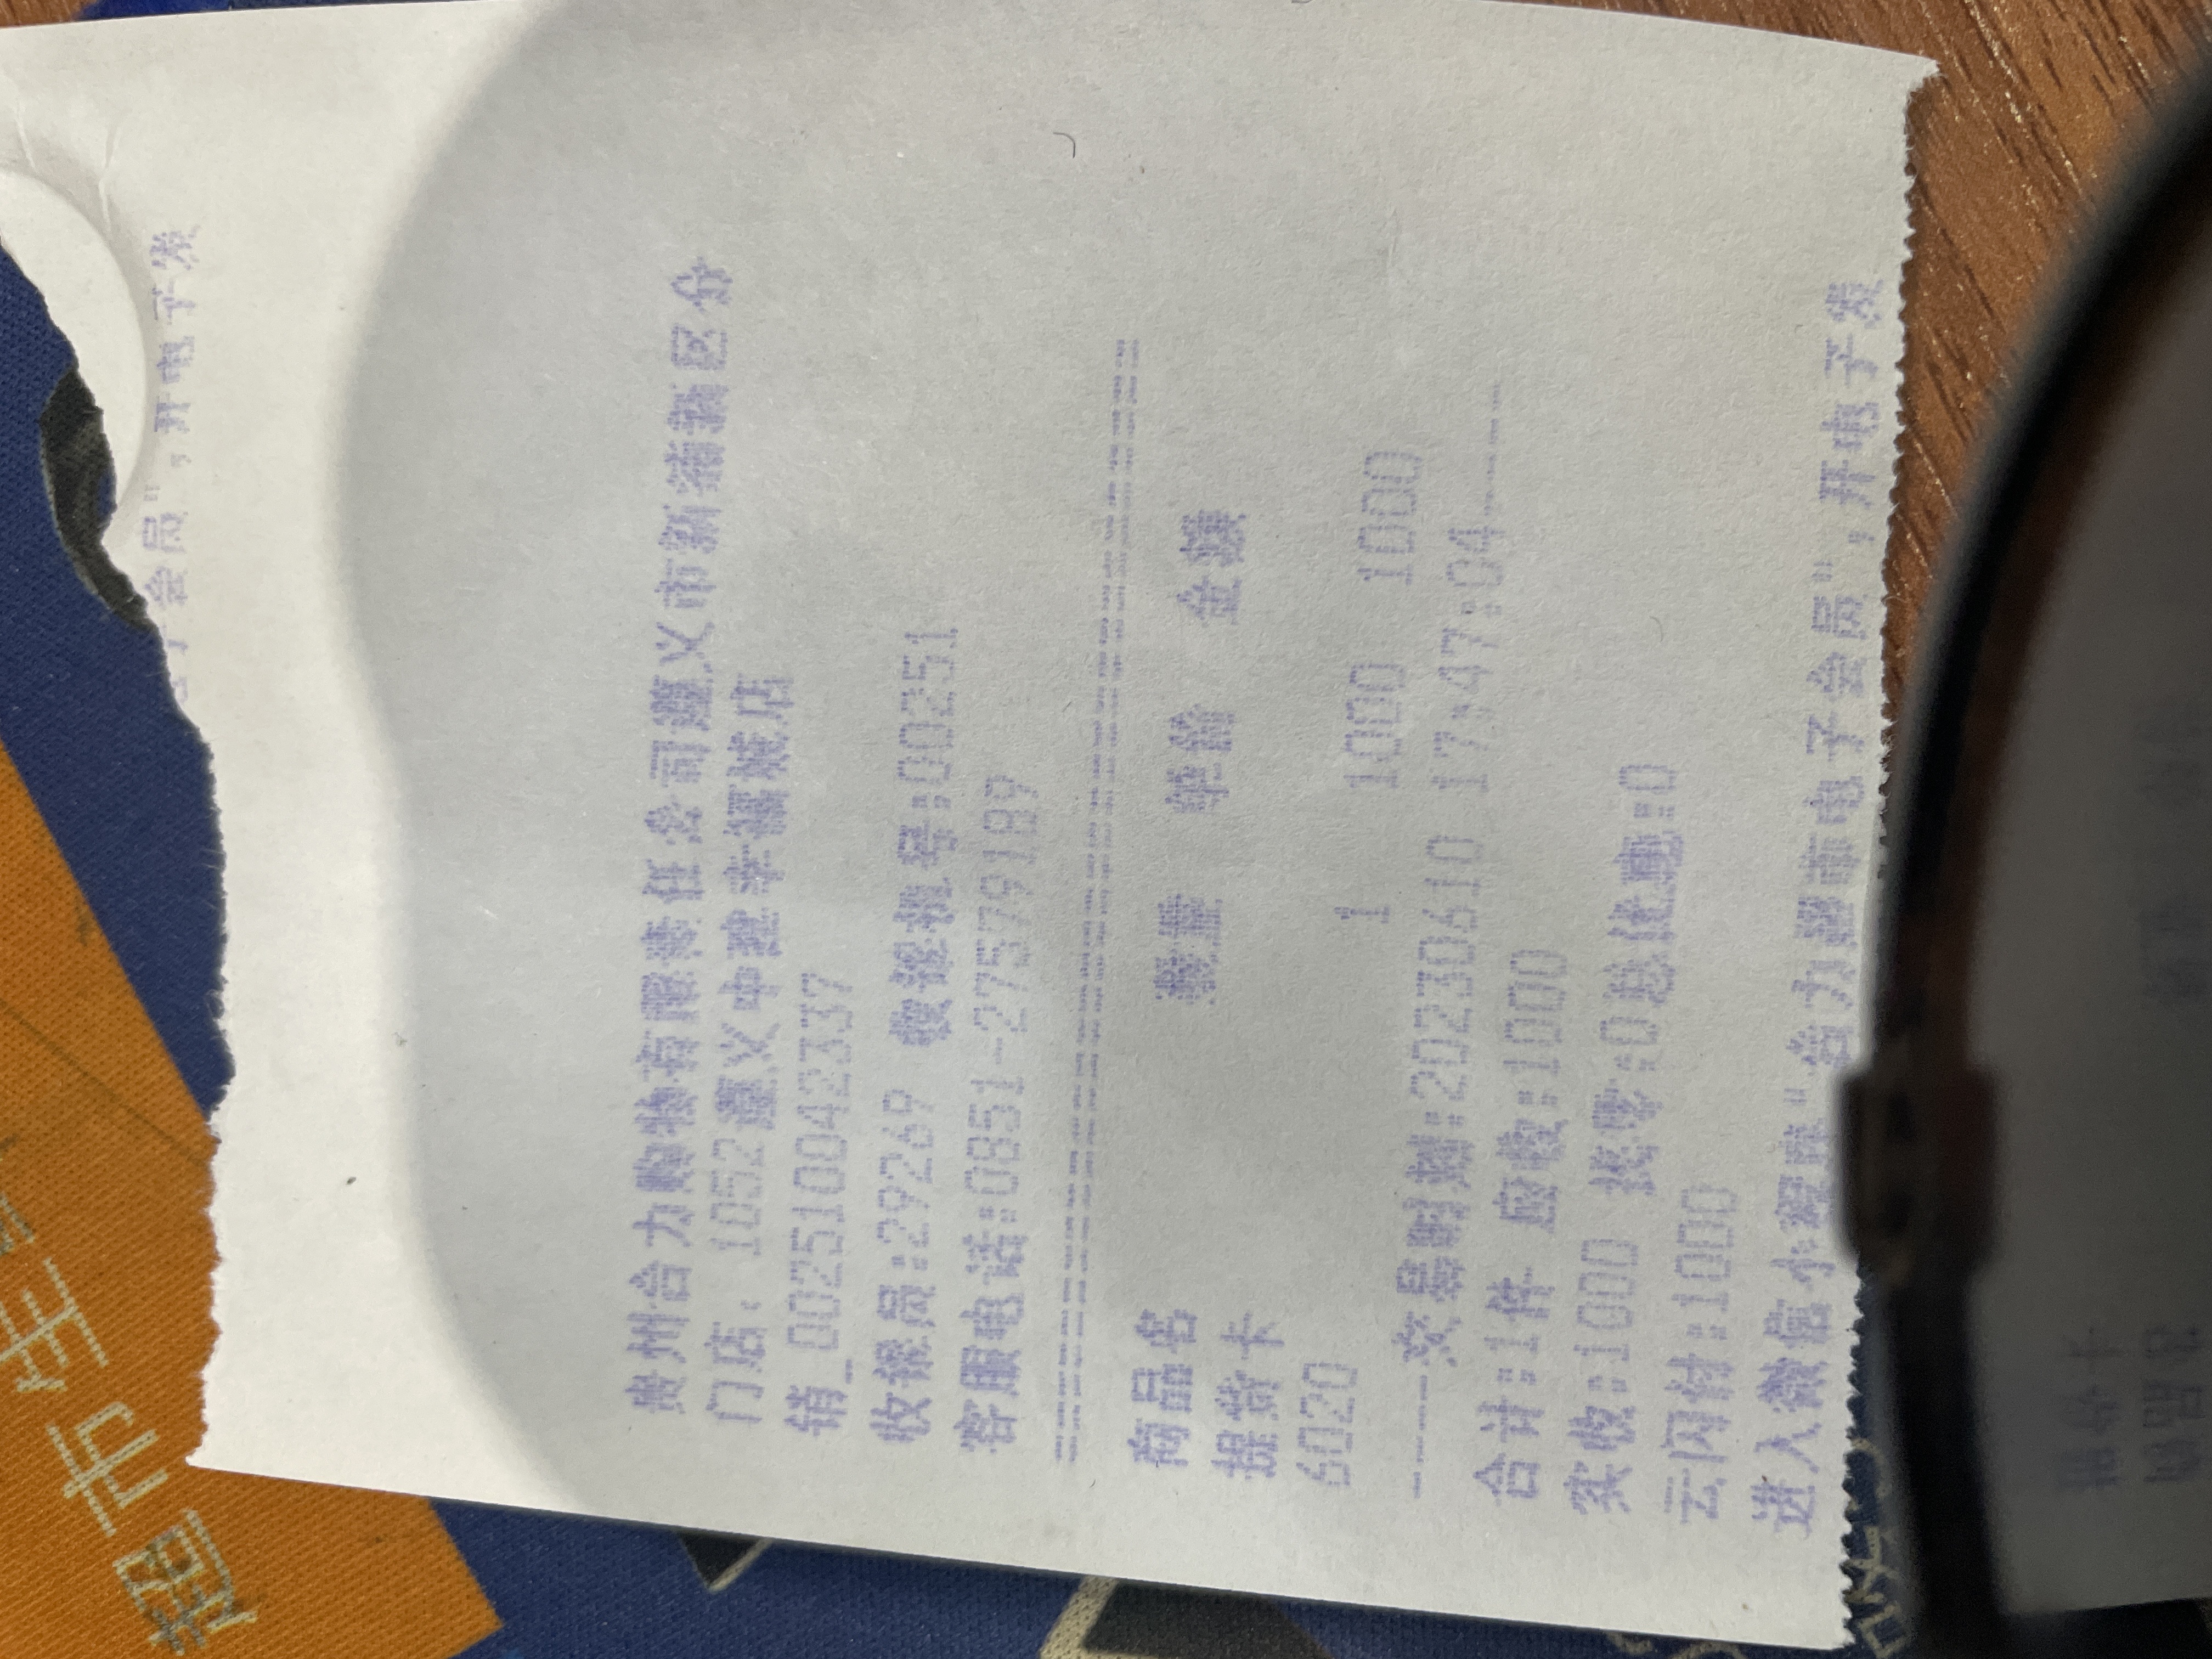 子会员"，开电子发
贵州合力购物有限责任公司遵义市新蒲新区分
门店: 1052遵义中建幸福城店
销_002510042337
收银员:29269 收银机号:00251
客服电话:0851-27579189
================================
商品名 数量 单价 金额
提货卡
6020 1 1000 1000
----交易时刻:20230610 17:47:04-----
合计:1件 应收:1000
实收:1000 找零:0总优惠:0
云闪付:1000
进入微信小程序"合力超市电子会员"，开电子发
超市生